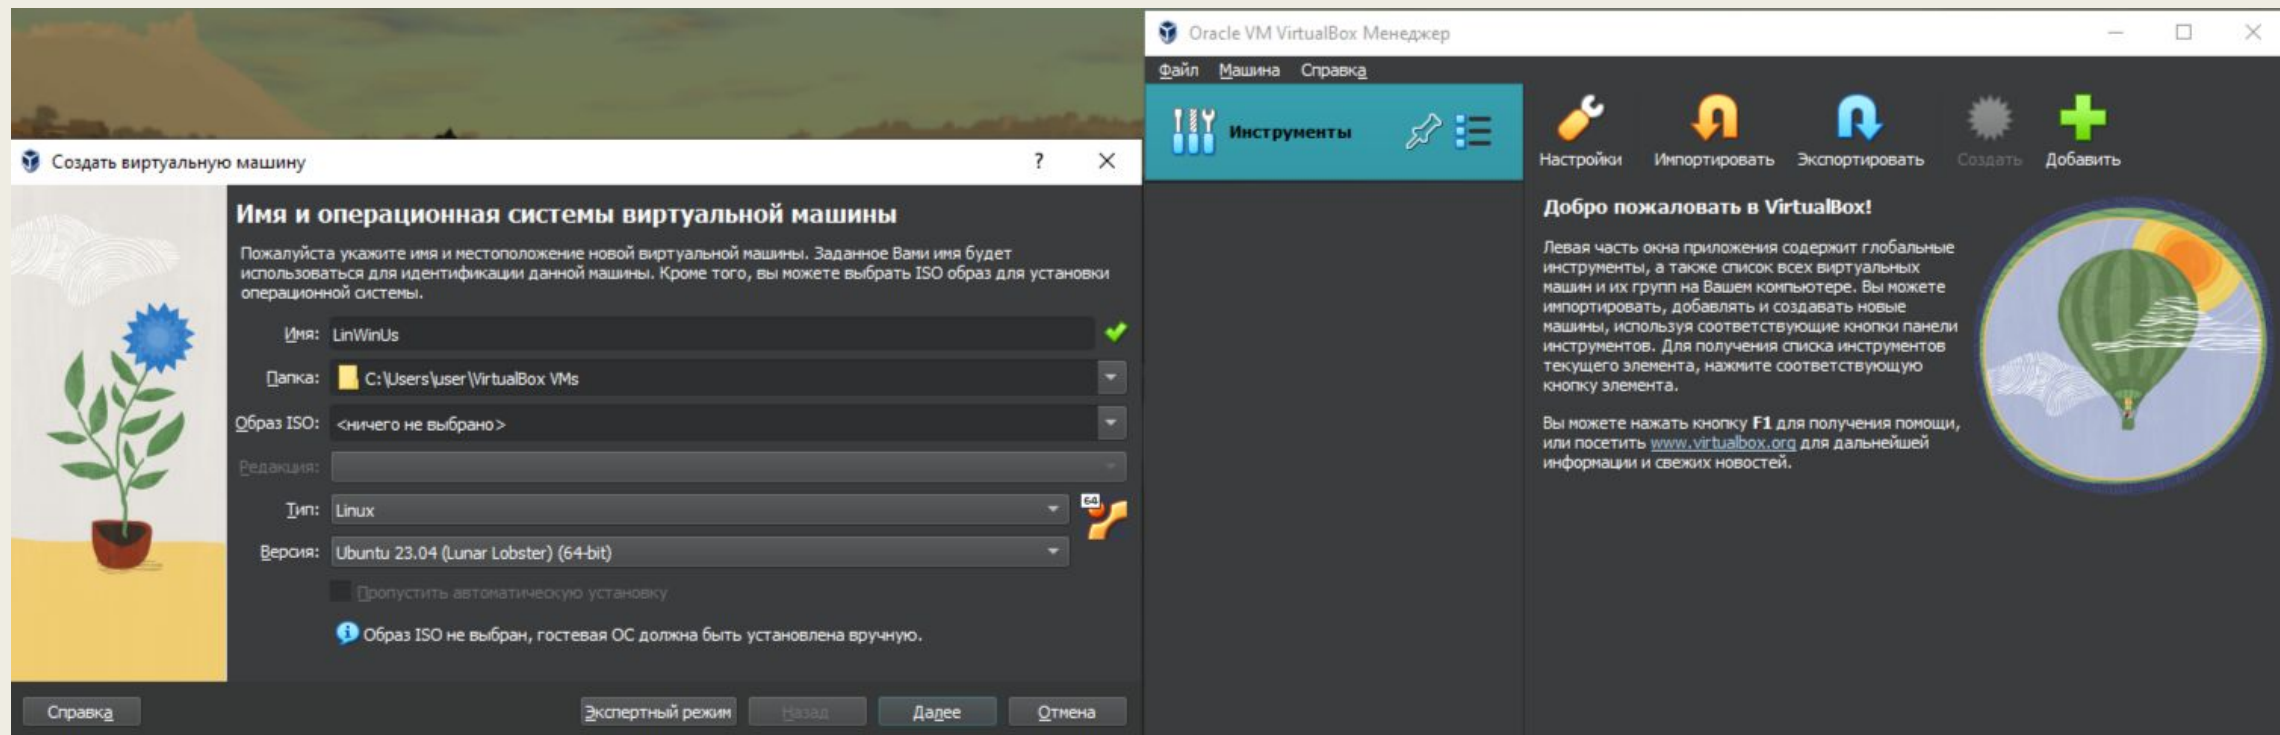 Создать виртуальную машину
?
Имя и операционная системы виртуальной машины
Пожалуйста укажите имя и местоположение новой виртуальной машины. Заданное Вами имя будет
использоваться для идентификации данной машины. Кроме того, вы можете выбрать ISO образ для установки
операционной системы.
Имя: LinWinUs
Папка: C:\Users\user\VirtualBox VMs
Образ ISO: <ничего не выбрано>
Редакция:
Тип: Linux
64
Версия: Ubuntu 23.04 (Lunar Lobster) (64-bit)
Пропустить автоматическую установку
Образ ISO не выбран, гостевая ОС должна быть установлена вручную.
Справка Экспертный режим Назад Далее Отмена
Oracle VM VirtualBox Менеджер
Файл Машина Справка
Инструменты
Настройки Импортировать Экспортировать Создать Добавить
Добро пожаловать в VirtualBox!
Левая часть окна приложения содержит глобальные
инструменты, а также список всех виртуальных
машин и их групп на Вашем компьютере. Вы можете
импортировать, добавлять и создавать новые
машины, используя соответствующие кнопки панели
инструментов. Для получения списка инструментов
текущего элемента, нажмите соответствующую
кнопку элемента.
Вы можете нажать кнопку F1 для получения помощи,
или посетить www.virtualbox.org для дальнейшей
информации и свежих новостей.